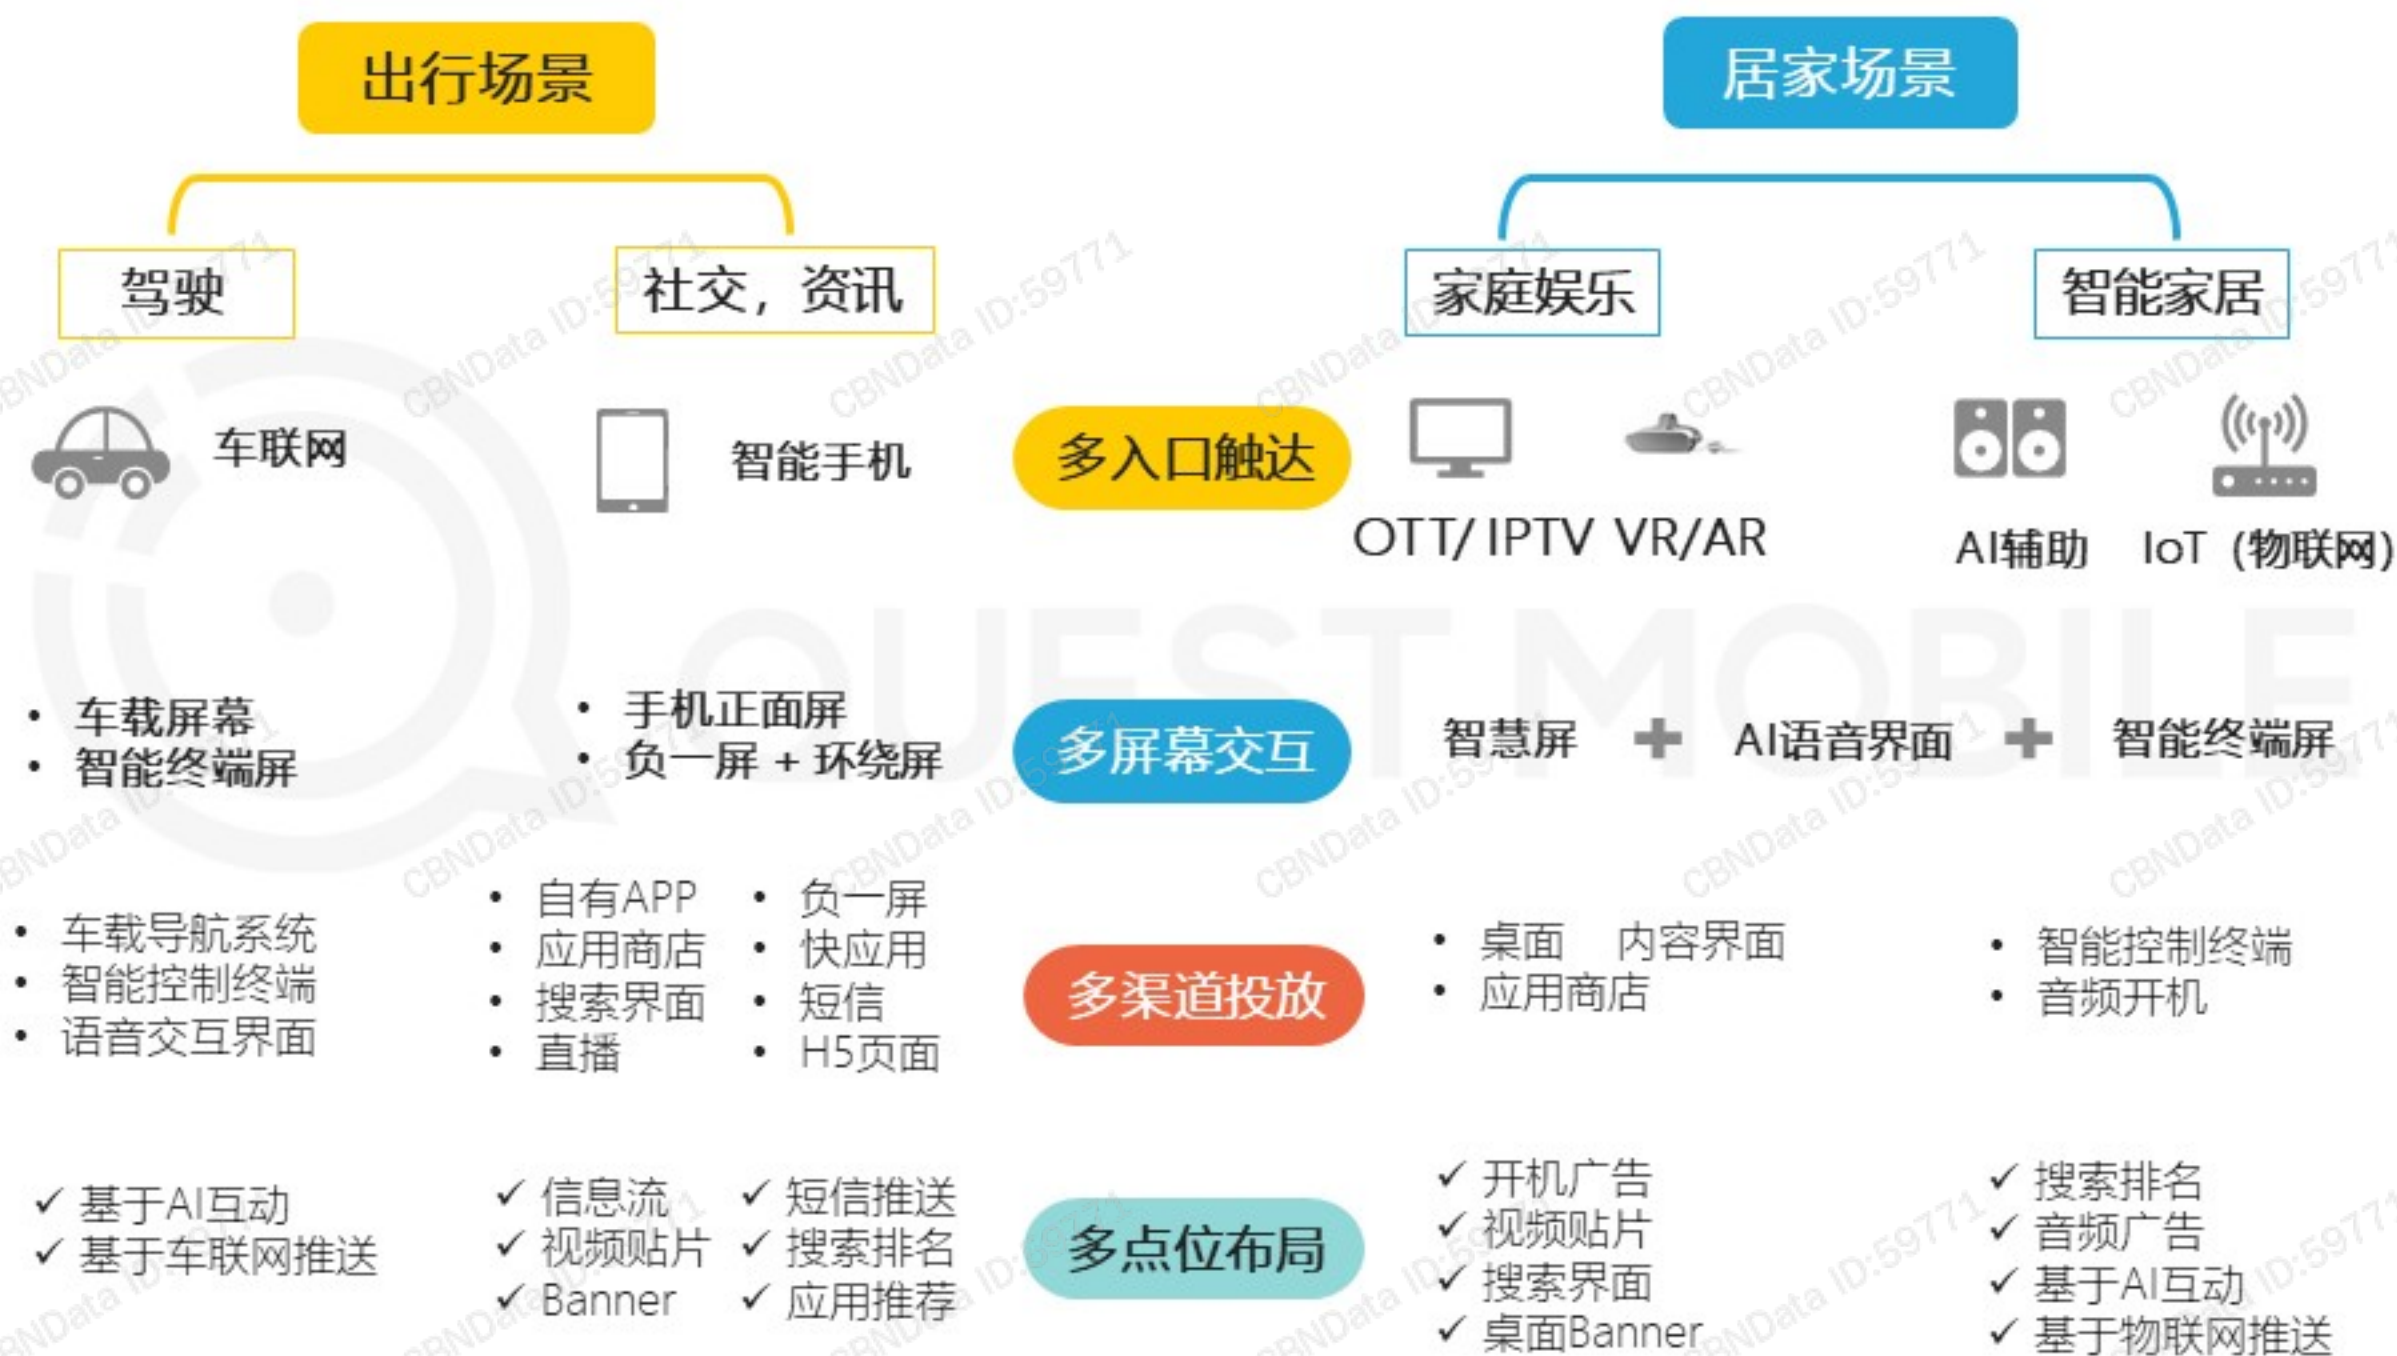 出行场景
居家场景
驾驶
社交，资讯
家庭娱乐
智能家居
车联网
智能手机
多入口触达
OTT/ IPTV VR/AR
AI辅助 IoT（物联网）
• 车载屏幕
• 智能终端屏
• 手机正面屏
• 负一屏 + 环绕屏
多屏幕交互
智慧屏 + AI语音界面 + 智能终端屏
• 车载导航系统
• 智能控制终端
• 语音交互界面
• 自有APP
• 应用商店
• 搜索界面
• 直播
• 负一屏
• 快应用
• 短信
• H5页面
多渠道投放
• 桌面 内容界面
• 应用商店
• 智能控制终端
• 音频开机
✓ 基于AI互动
✓ 基于车联网推送
✓ 信息流
✓ 视频贴片
✓ Banner
✓ 短信推送
✓ 搜索排名
✓ 应用推荐
多点位布局
✓ 开机广告
✓ 视频贴片
✓ 搜索界面
✓ 桌面Banner
✓ 搜索排名
✓ 音频广告
✓ 基于AI互动
✓ 基于物联网推送
QUEST MOBILE
CBNData ID:59771